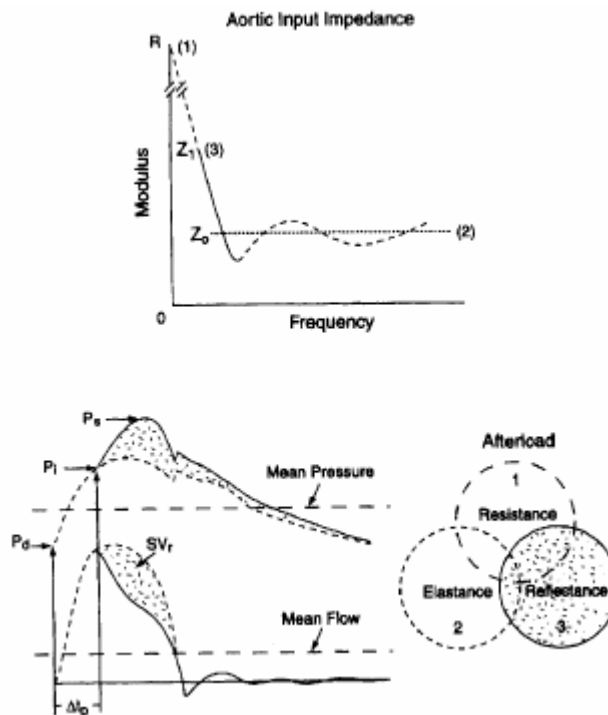 Aortic Input Impedance
R
(1)
Z1 (3)
Modulus
Zo
(2)
0
Frequency
Ps
Pi
Mean Pressure
Pd
SVr
Mean Flow
Δtp
Afterload
1
Resistance
Elastance
2
Reflectance
3